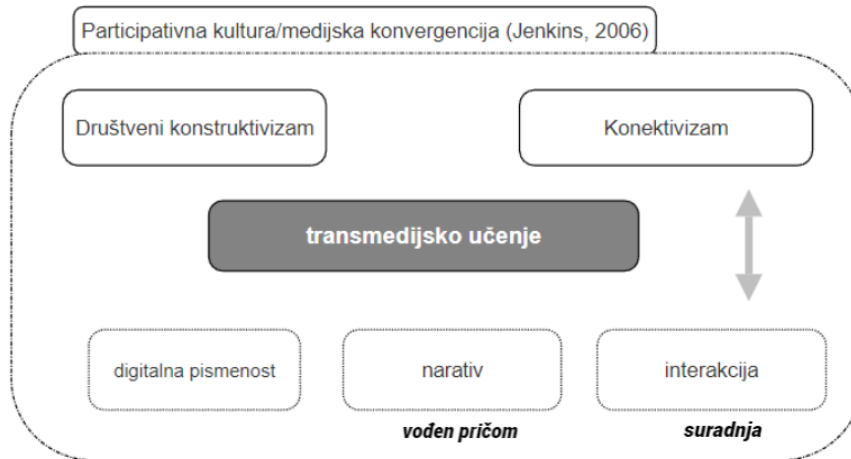 Participativna kultura/medijska konvergencija (Jenkins, 2006)
Društveni konstruktivizam
Konektivizam
transmedijsko učenje
digitalna pismenost
narativ
interakcija
vođen pričom
suradnja